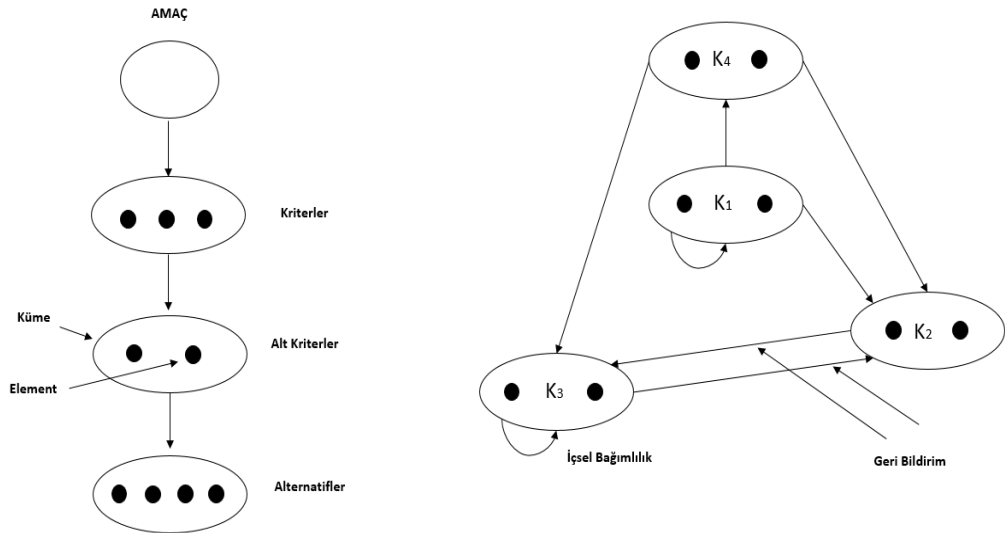 AMAÇ
Kriterler
Küme
Alt Kriterler
Element
Alternatifler
K4
K1
K2
K3
İçsel Bağımlılık
Geri Bildirim